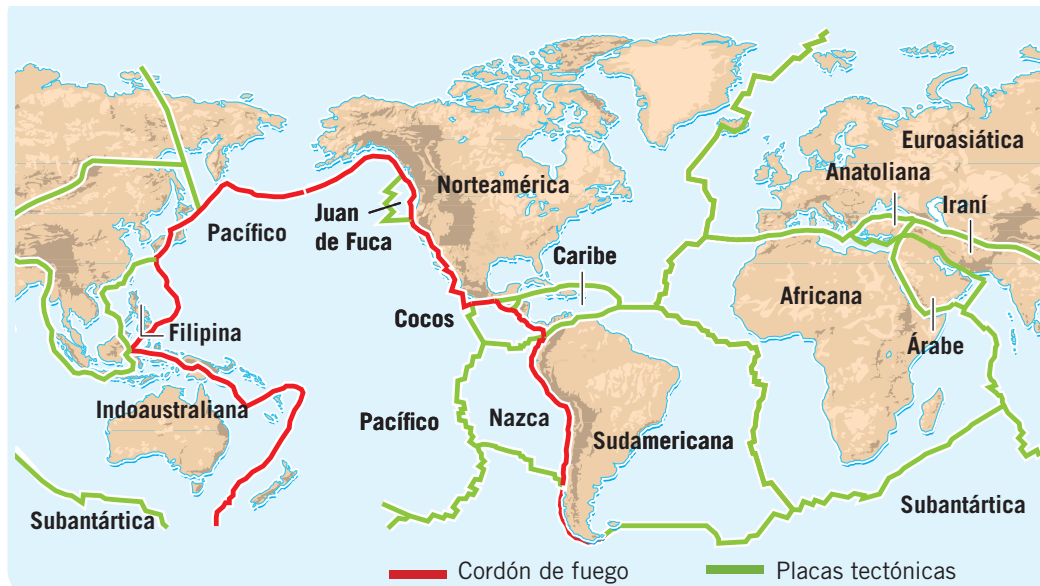 Euroasiática
Anatoliana
Iraní
Norteamérica
Juan
de Fuca
Pacífico
Caribe
Africana
Cocos
Filipina
Árabe
Indoaustraliana
Pacífico
Nazca
Sudamericana
Subantártica
Subantártica
Cordón de fuego
Placas tectónicas